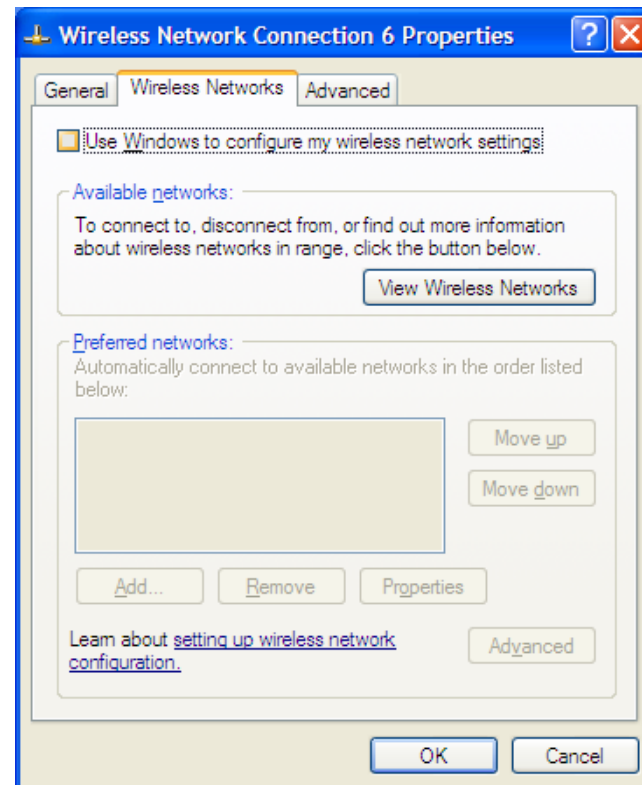 Wireless Network Connection 6 Properties
General Wireless Networks Advanced
Use Windows to configure my wireless network settings
Available networks:
To connect to, disconnect from, or find out more information
about wireless networks in range, click the button below.
View Wireless Networks
Preferred networks:
Automatically connect to available networks in the order listed
below:
Move up
Move down
Add... Remove Properties
Learn about setting up wireless network
configuration.
Advanced
OK Cancel